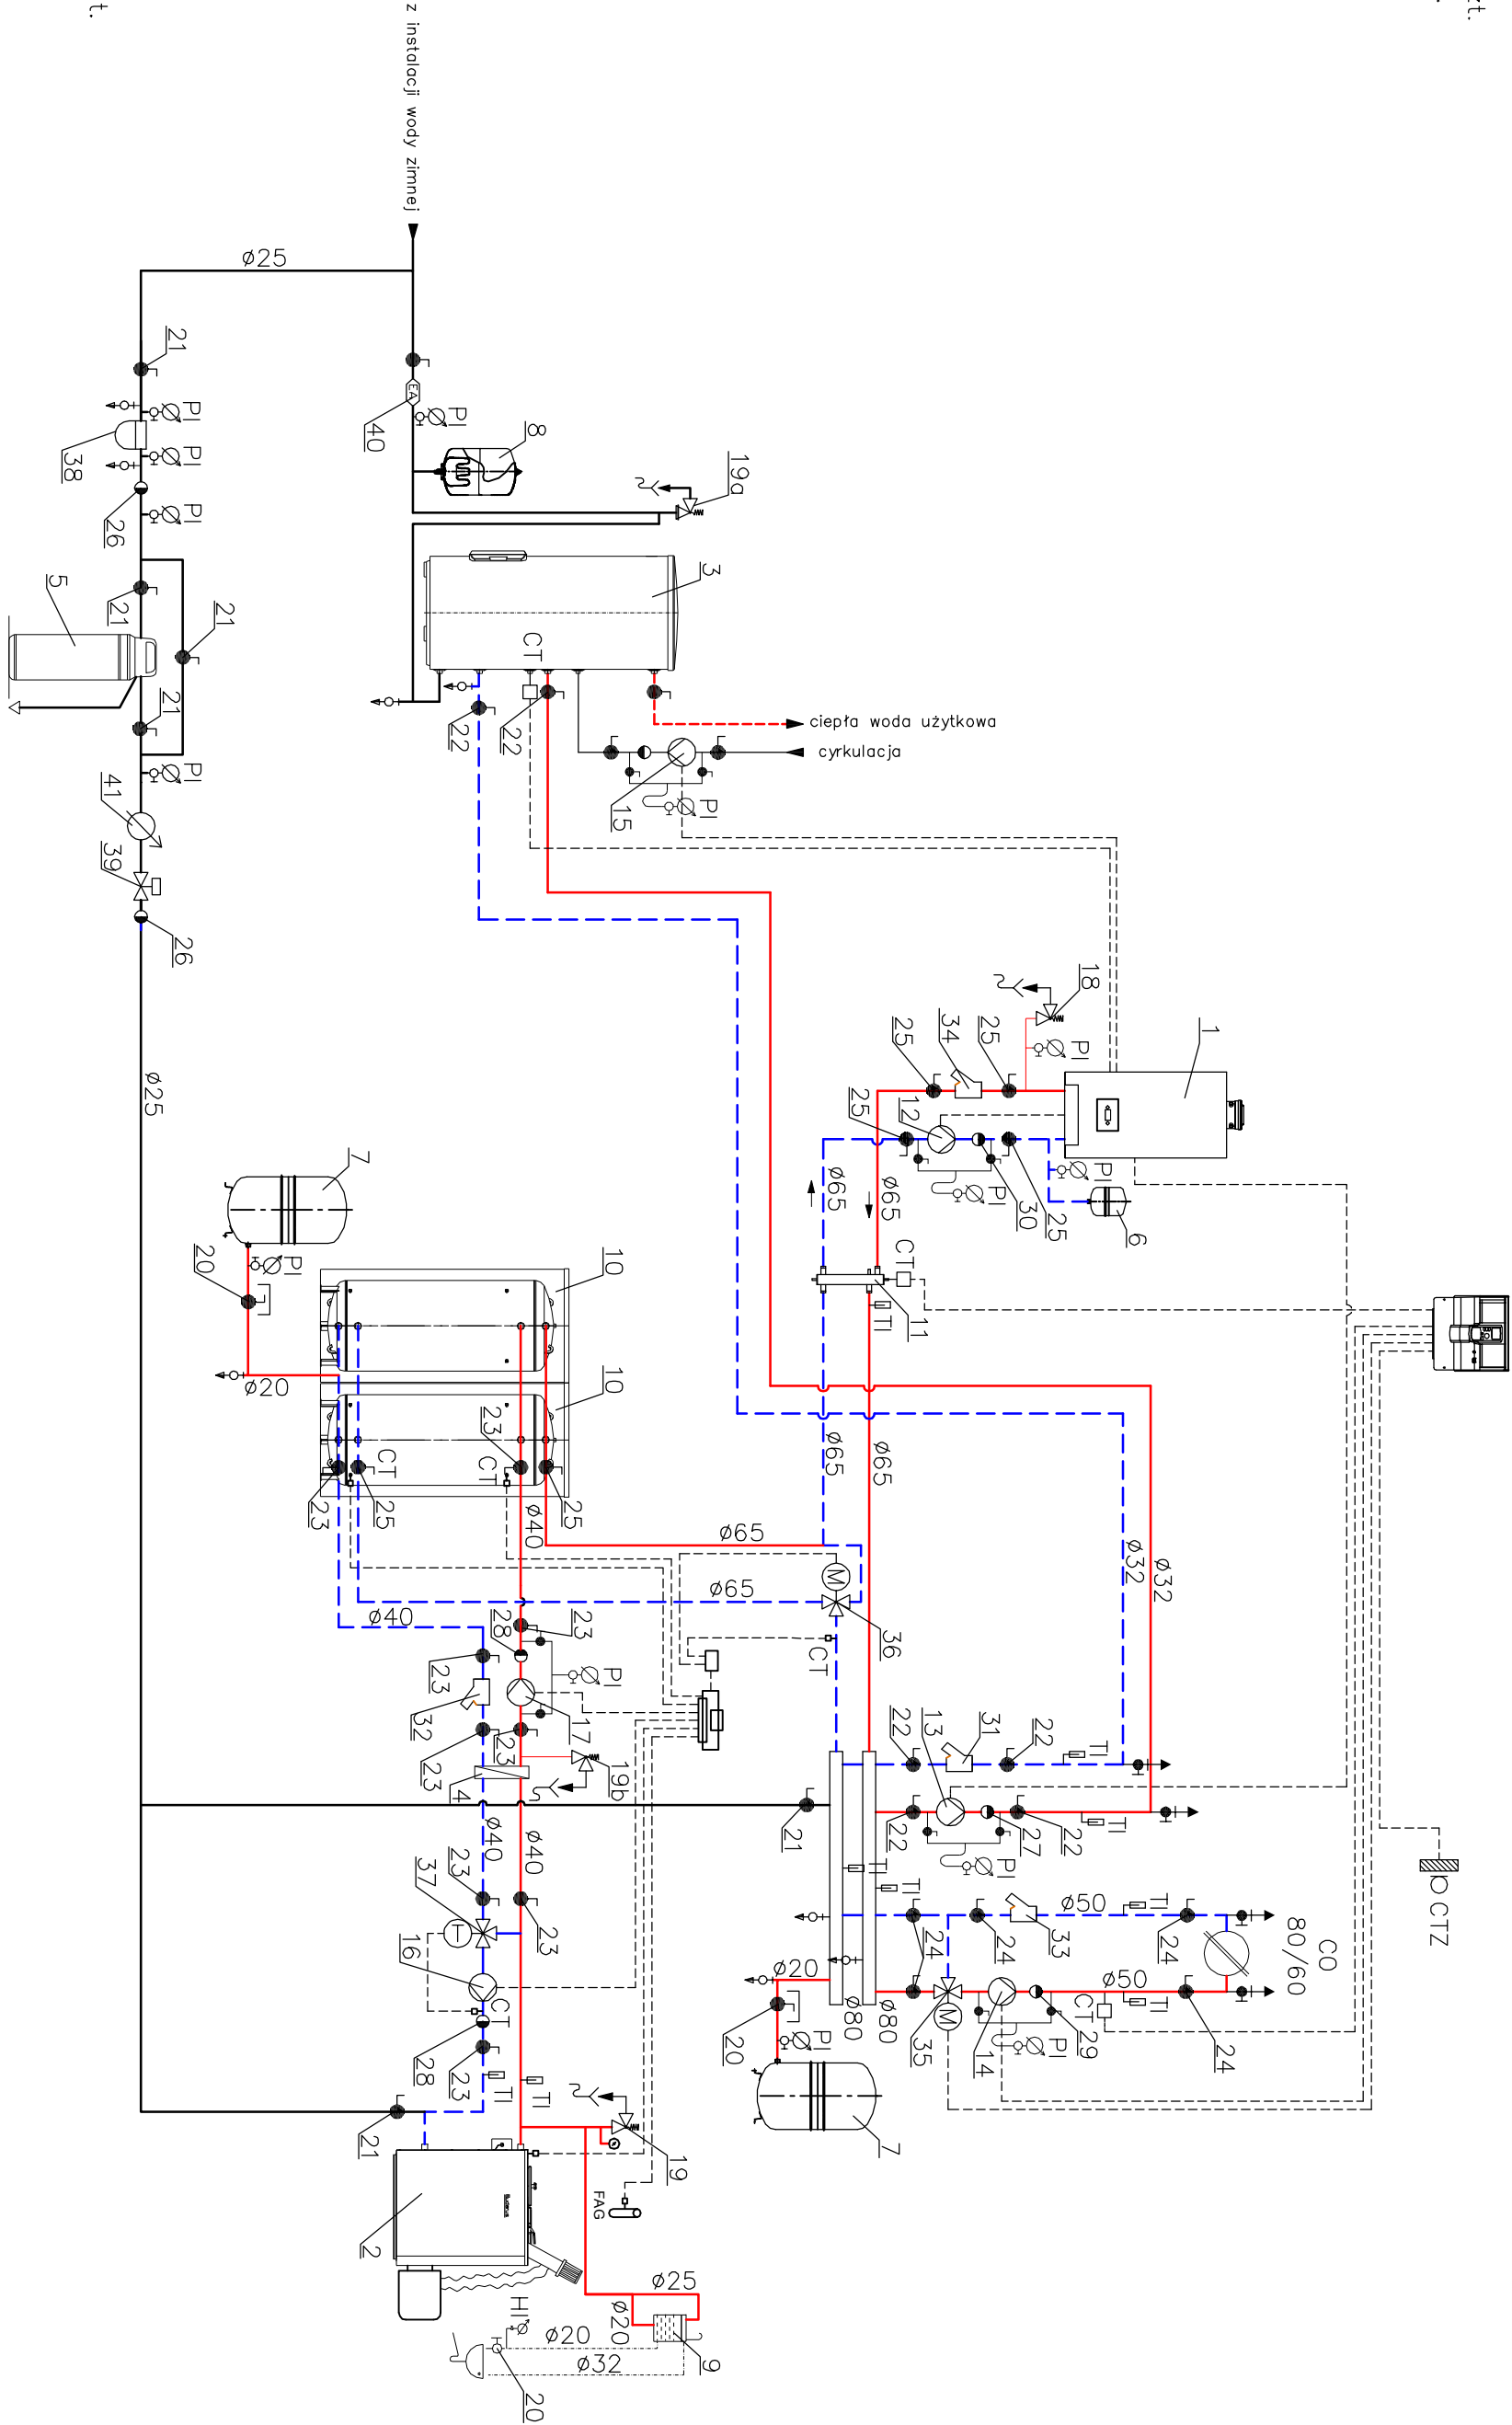 zt.
t.
z instalacji wody zimnej
ø25
21
PI
38
PI
26
PI
5
21
21
21
PI
41
39
26
ø25
40
PI
8
19a
3
CT
22
22
ciepła woda użytkowa
cyrkulacja
15
PI
18
PI
1
25
34
25
25
12
PI
30
25
PI
6
ø65
ø65
CT
11
TI
7
20
PI
ø20
10
10
23
CT
CT
23
25
25
ø40
ø65
ø65
ø65
ø65
ø32
ø32
M
36
CT
ø40
23
28
23
PI
17
32
23
23
19b
4
ø40
ø40
23
37
T
23
16
CT
28
23
TI
TI
21
22
31
22
TI
13
22
27
22
TI
PI
21
TI
TI
24
24
33
ø50
TI
24
CO
80/60
CTZ
ø20
ø80
ø80
35
M
14
PI
29
CT
TI
ø50
24
20
PI
7
19
FAG
Buderus
2
ø25
ø20
9
HI
ø20
ø32
20